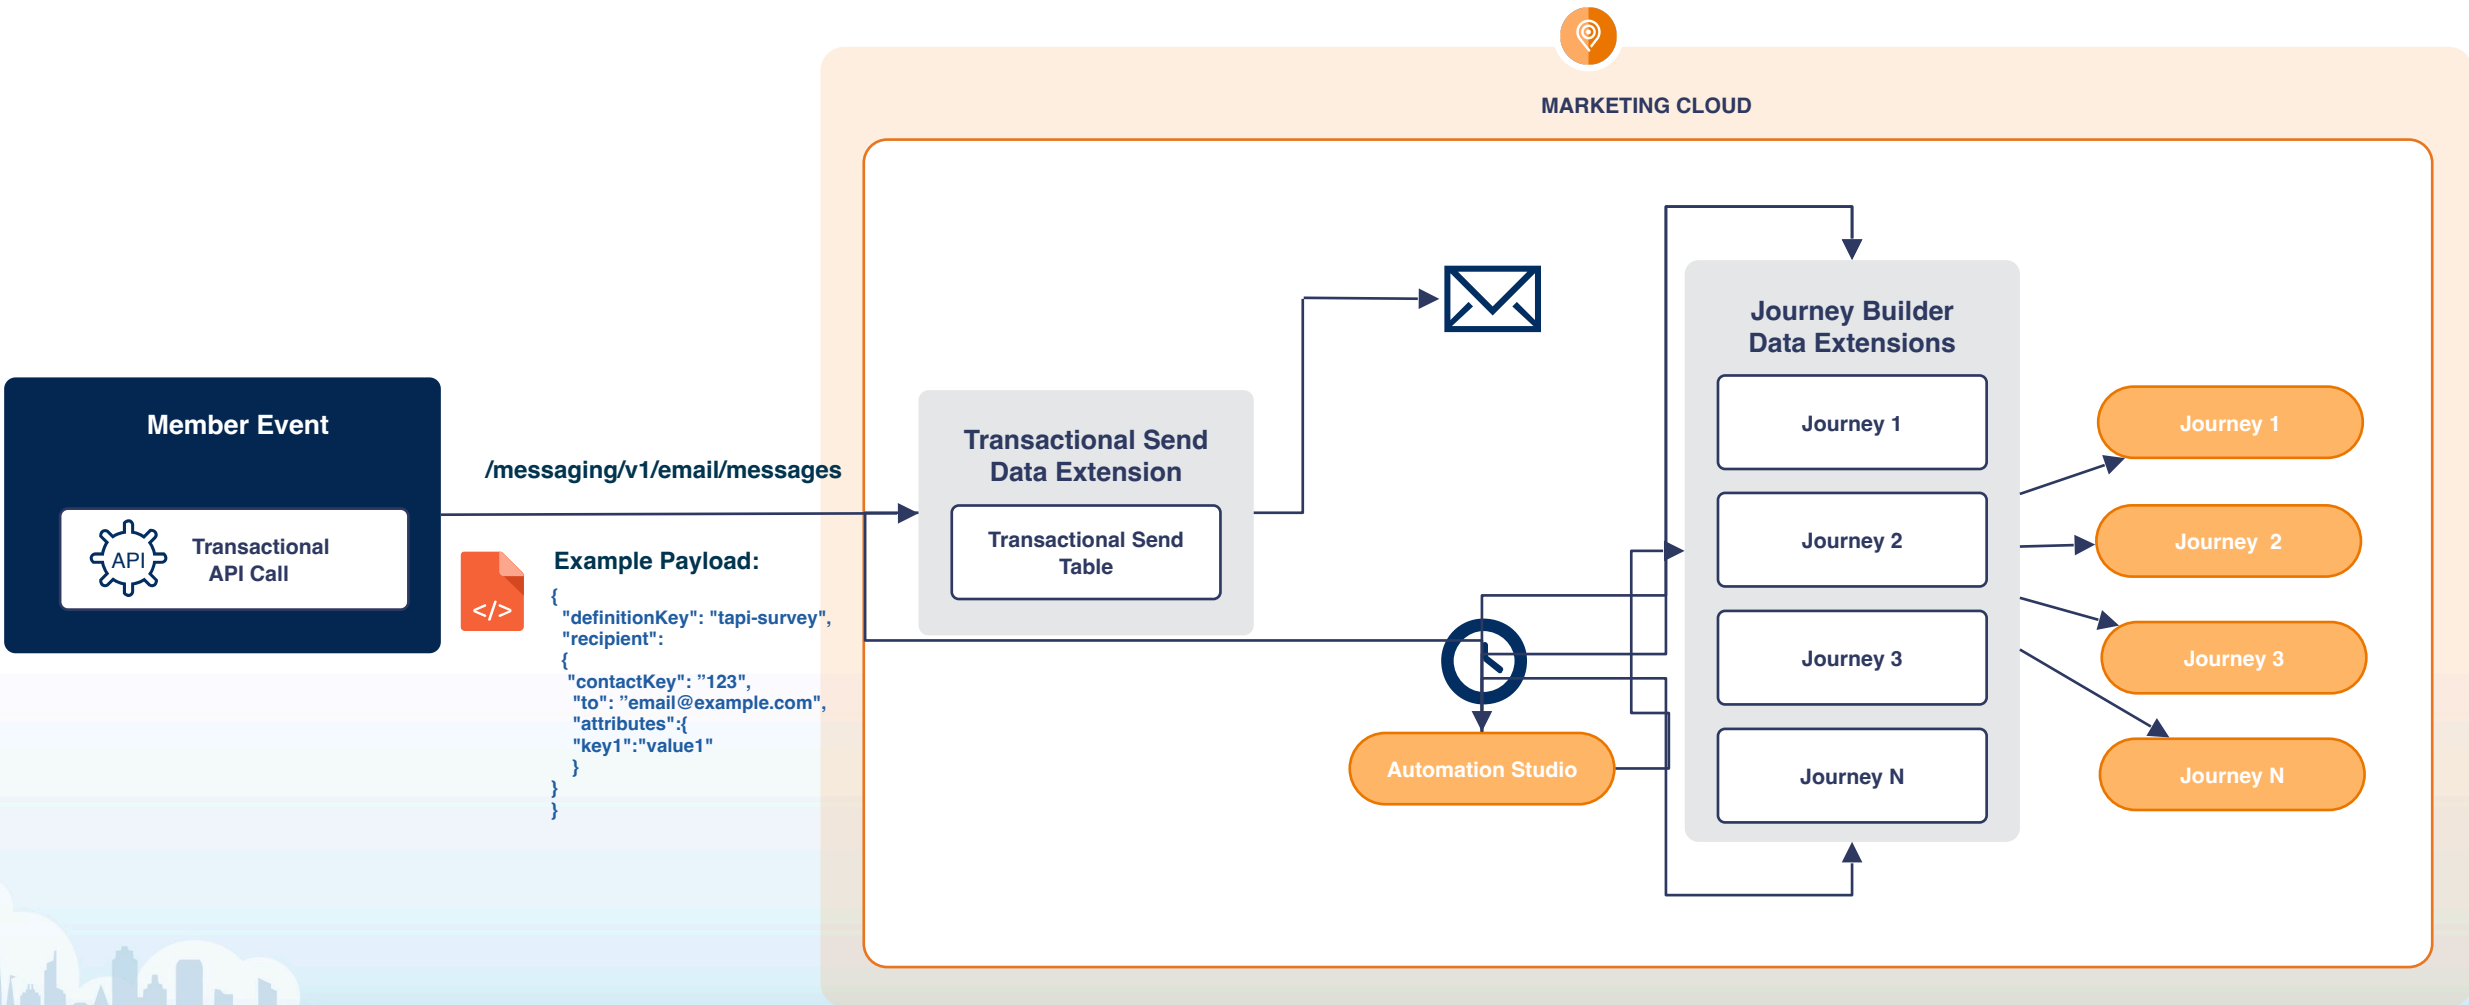 MARKETING CLOUD
Member Event
API
Transactional
API Call
/messaging/v1/email/messages
</>
Example Payload:
{
"definitionKey": "tapi-survey",
"recipient":
{
"contactKey": ”123",
"to": ”email@example.com",
"attributes":{
"key1":"value1"
}
}
}
Transactional Send
Data Extension
Transactional Send
Table
Automation Studio
Journey Builder
Data Extensions
Journey 1
Journey 2
Journey 3
Journey N
Journey 1
Journey  2
Journey 3
Journey N